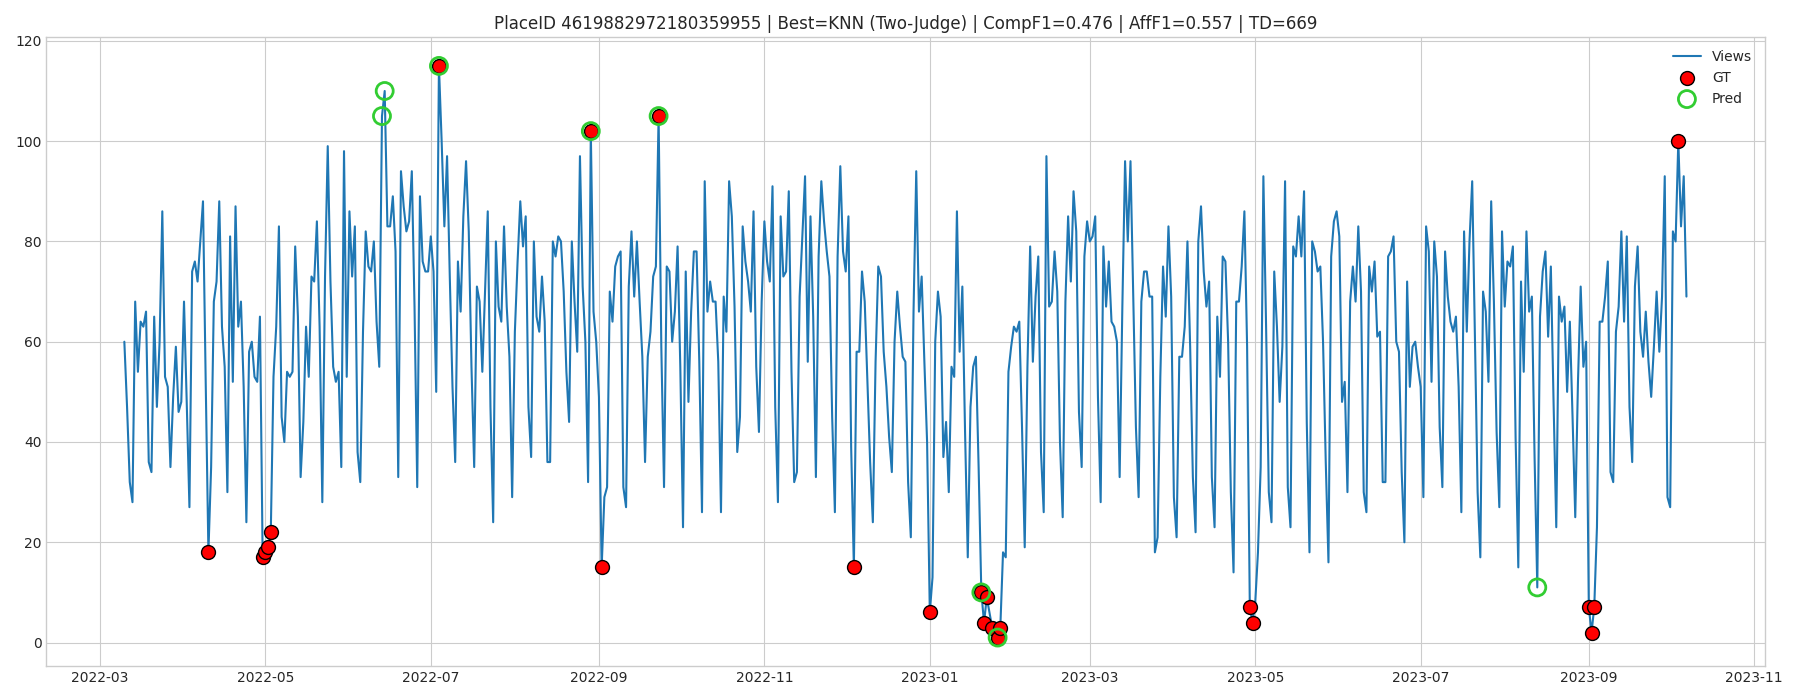 PlaceID 4619882972180359955 | Best=KNN (Two-Judge) | CompF1=0.476 | AffF1=0.557 | TD=669
120
100
80
60
40
20
0
Views
GT
Pred
2022-03 2022-05 2022-07 2022-09 2022-11 2023-01 2023-03 2023-05 2023-07 2023-09 2023-11